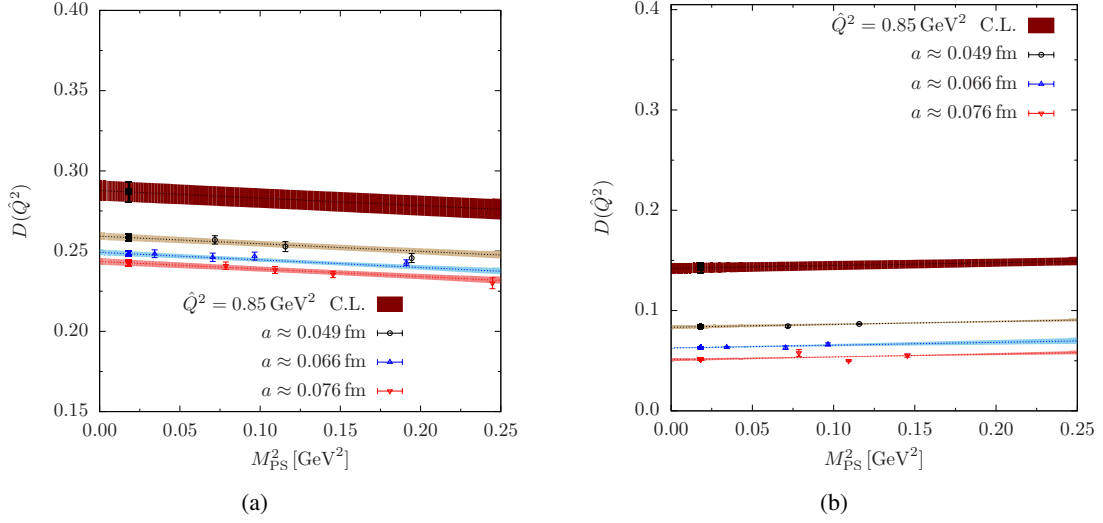 0.40
0.35
0.30
0.25
0.20
0.15
D(Q̂²)
Q̂² = 0.85 GeV² C.L.
a ≈ 0.049 fm
a ≈ 0.066 fm
a ≈ 0.076 fm
0.00 0.05 0.10 0.15 0.20 0.25
M²_PS [GeV²]
(a)
0.4
0.3
0.2
0.1
0.0
D(Q̂²)
Q̂² = 0.85 GeV² C.L.
a ≈ 0.049 fm
a ≈ 0.066 fm
a ≈ 0.076 fm
0.00 0.05 0.10 0.15 0.20 0.25
M²_PS [GeV²]
(b)